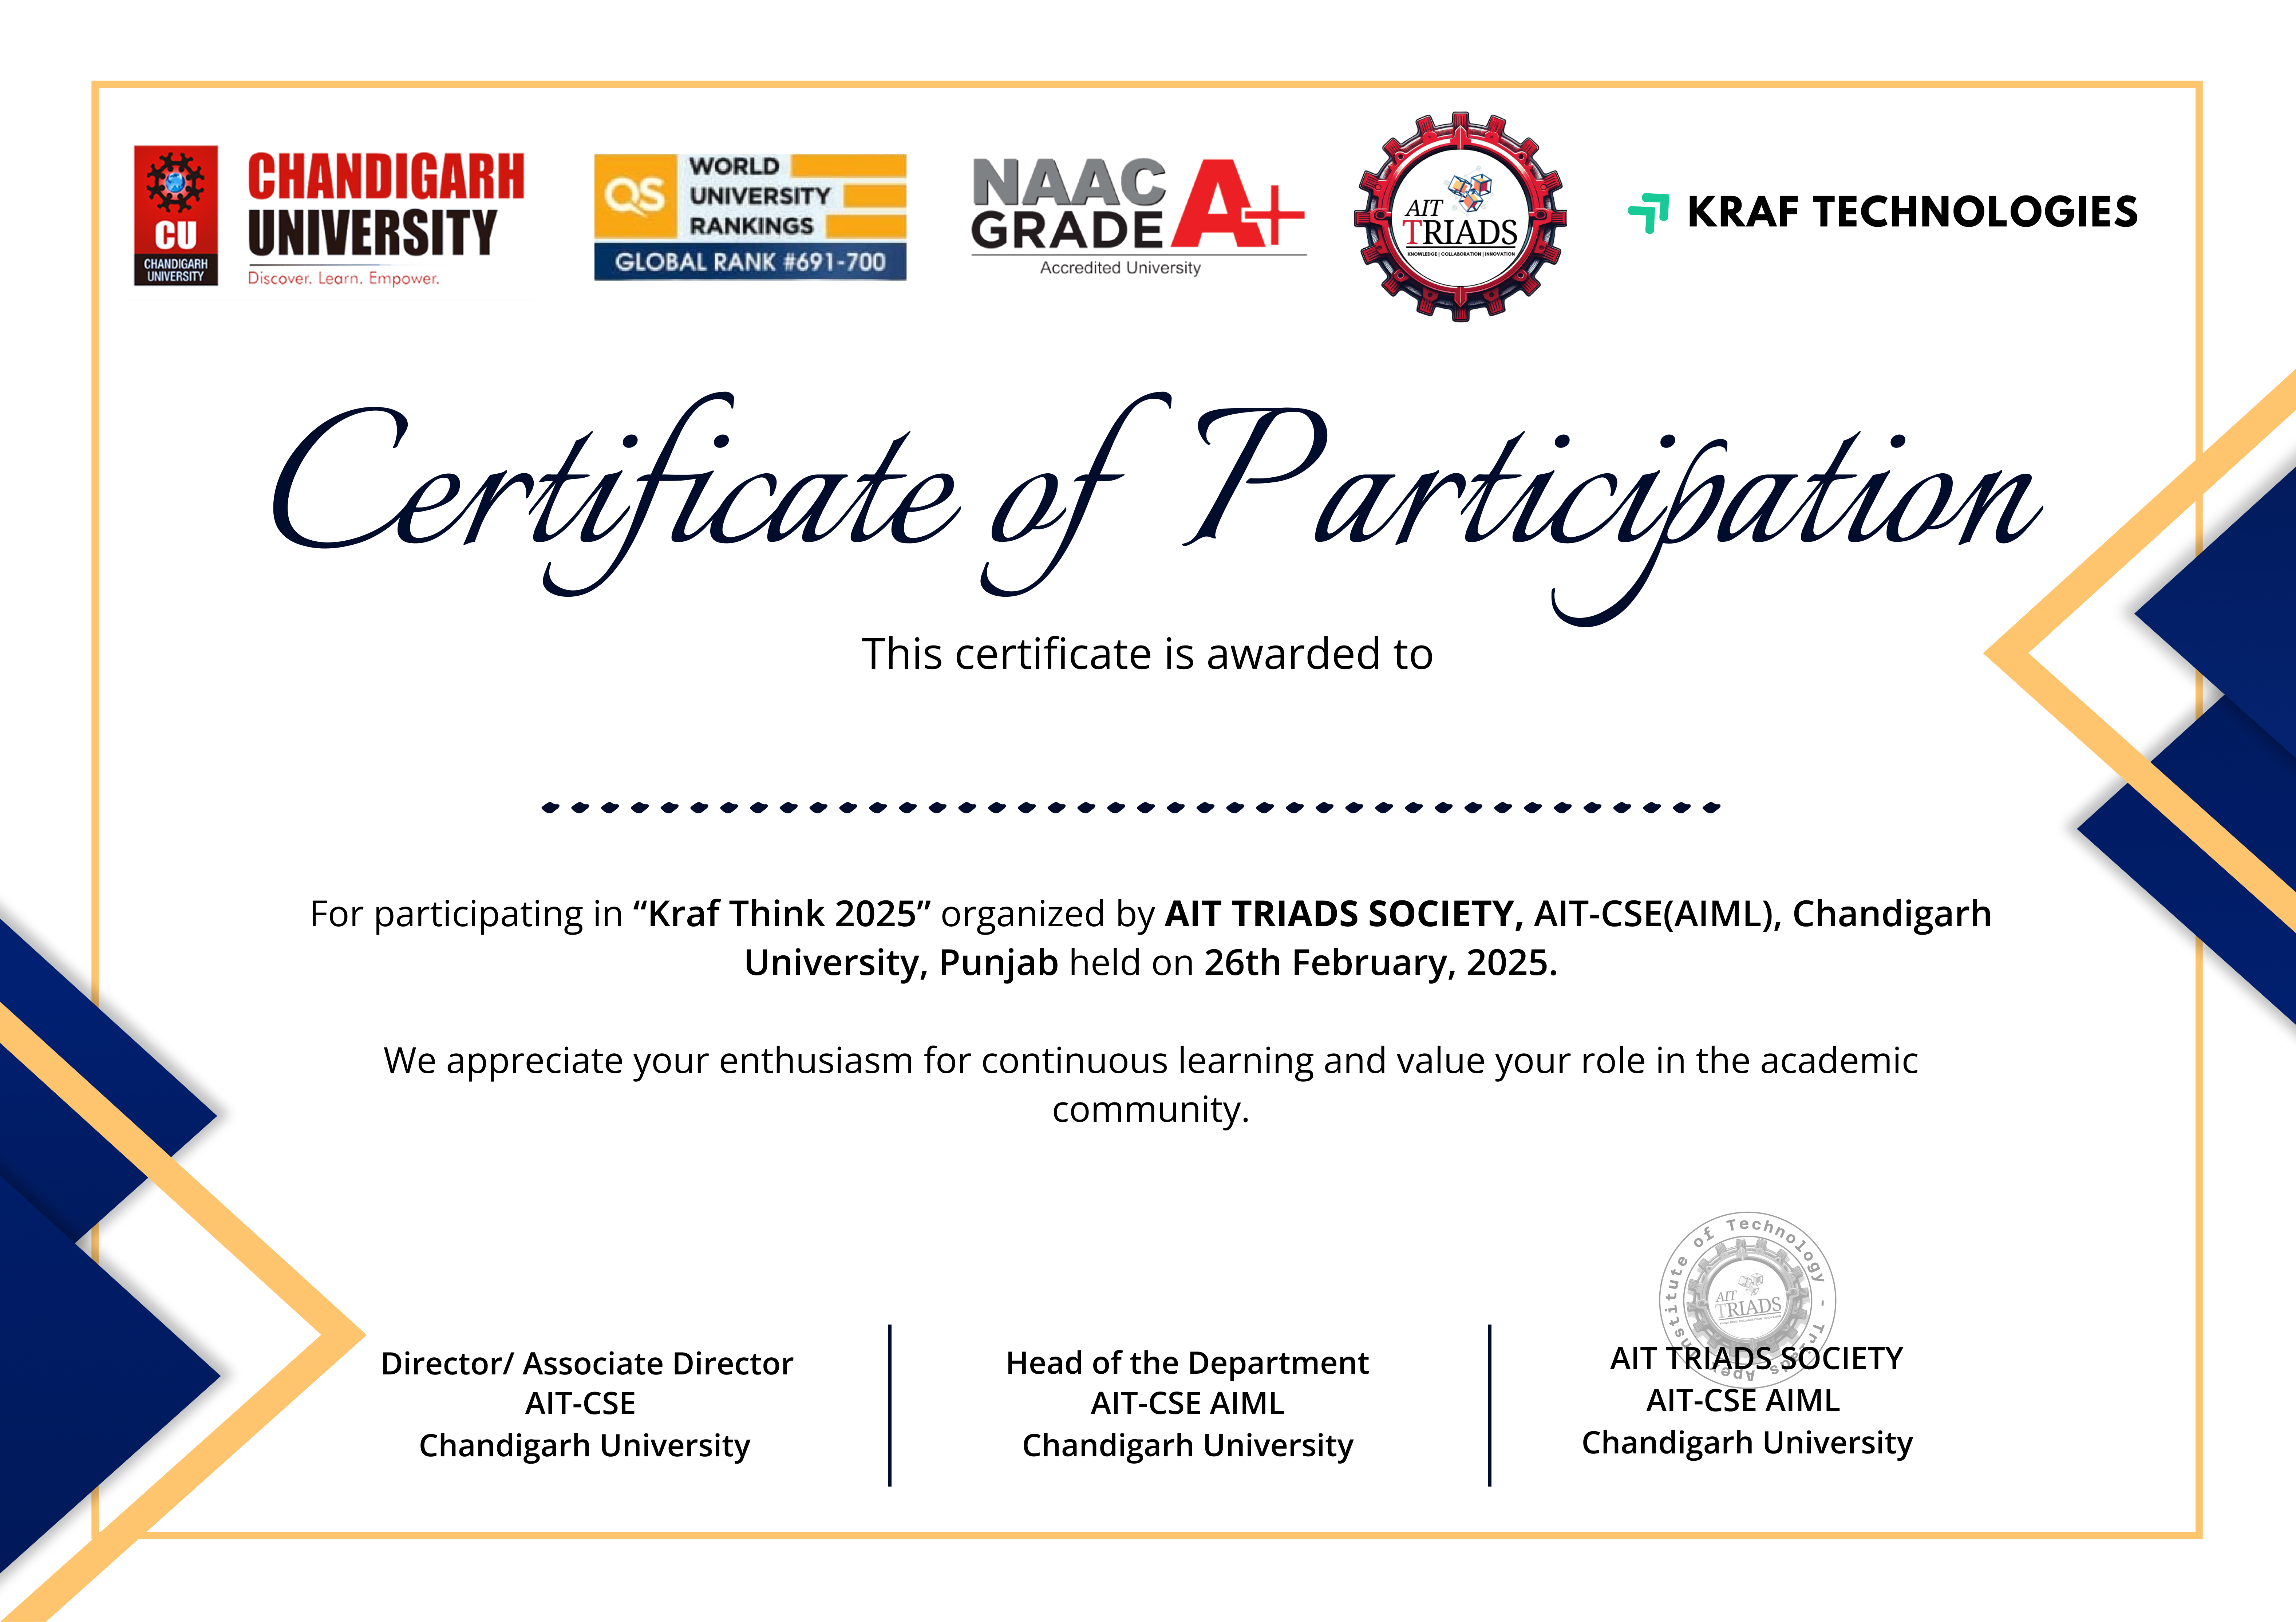 CU
CHANDIGARH
UNIVERSITY
CHANDIGARH
UNIVERSITY
Discover. Learn. Empower.
QS
WORLD
UNIVERSITY
RANKINGS
GLOBAL RANK #691-700
NAAC
GRADE A+
Accredited University
AIT
TRIADS
KNOWLEDGE | COLLABORATION | INNOVATION
KRAF TECHNOLOGIES
Certificate of Participation
This certificate is awarded to
For participating in “Kraf Think 2025” organized by AIT TRIADS SOCIETY, AIT-CSE(AIML), Chandigarh
University, Punjab held on 26th February, 2025.
We appreciate your enthusiasm for continuous learning and value your role in the academic
community.
Director/ Associate Director
AIT-CSE
Chandigarh University
Head of the Department
AIT-CSE AIML
Chandigarh University
Institute of Technology -
AIT
TRIADS
AIT TRIADS SOCIETY
AIT-CSE AIML
Chandigarh University